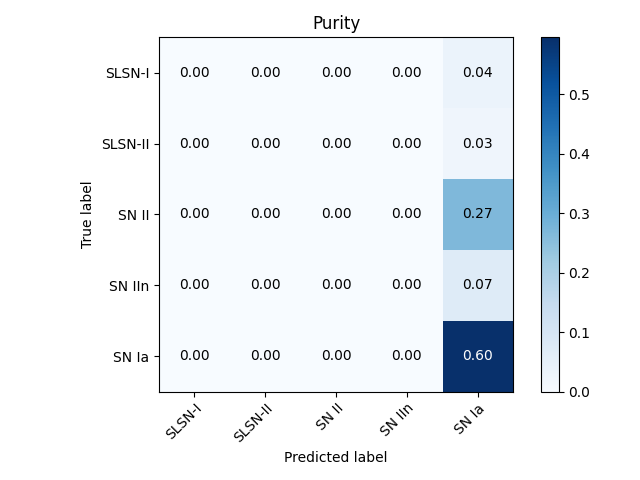 Purity
SLSN-I 0.00 0.00 0.00 0.00 0.04
SLSN-II 0.00 0.00 0.00 0.00 0.03
SN II 0.00 0.00 0.00 0.00 0.27
SN IIn 0.00 0.00 0.00 0.00 0.07
SN Ia 0.00 0.00 0.00 0.00 0.60
True label
SLSN-I SLSN-II SN II SN IIn SN Ia
Predicted label
0.5
0.4
0.3
0.2
0.1
0.0